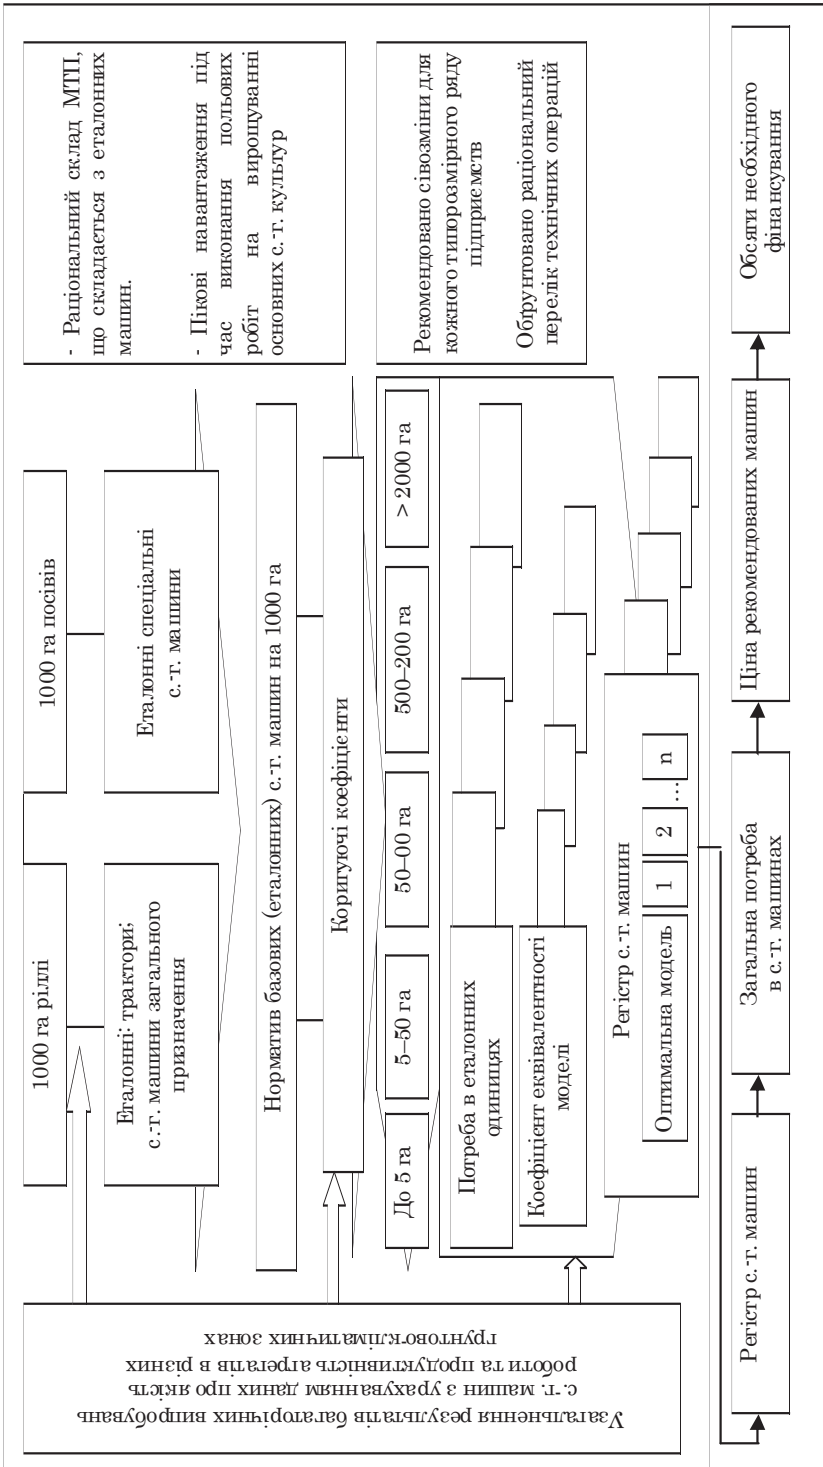 Узагальнення результатів багаторічних випробувань
с.-г. машин з урахуванням даних про якість
роботи та продуктивність агрегатів в різних
грунтово-кліматичних зонах
1000 га ріллі
1000 га посівів
Еталонні: трактори;
с.-г. машини загального
призначення
Еталонні спеціальні
с.-г. машини
- Раціональний склад МТП,
що складається з еталонних
машин.
- Пікові навантаження під
час виконання польових
робіт на вирощуванні
основних с.-г. культур
Норматив базових (еталонних) с.-г. машин на 1000 га
Коригуючі коефіцієнти
До 5 га
5–50 га
50–00 га
500–200 га
> 2000 га
Рекомендовано сівозміни для
кожного типорозмірного ряду
підприємств
Обґрунтовано раціональний
перелік технічних операцій
Потреба в еталонних
одиницях
Коефіцієнт еквівалентності
моделі
Регістр с.-г. машин
Оптимальна модель
1
2
...
n
Регістр с.-г. машин
Загальна потреба
в с.-г. машинах
Ціна рекомендованих машин
Обсяги необхідного
фінансування